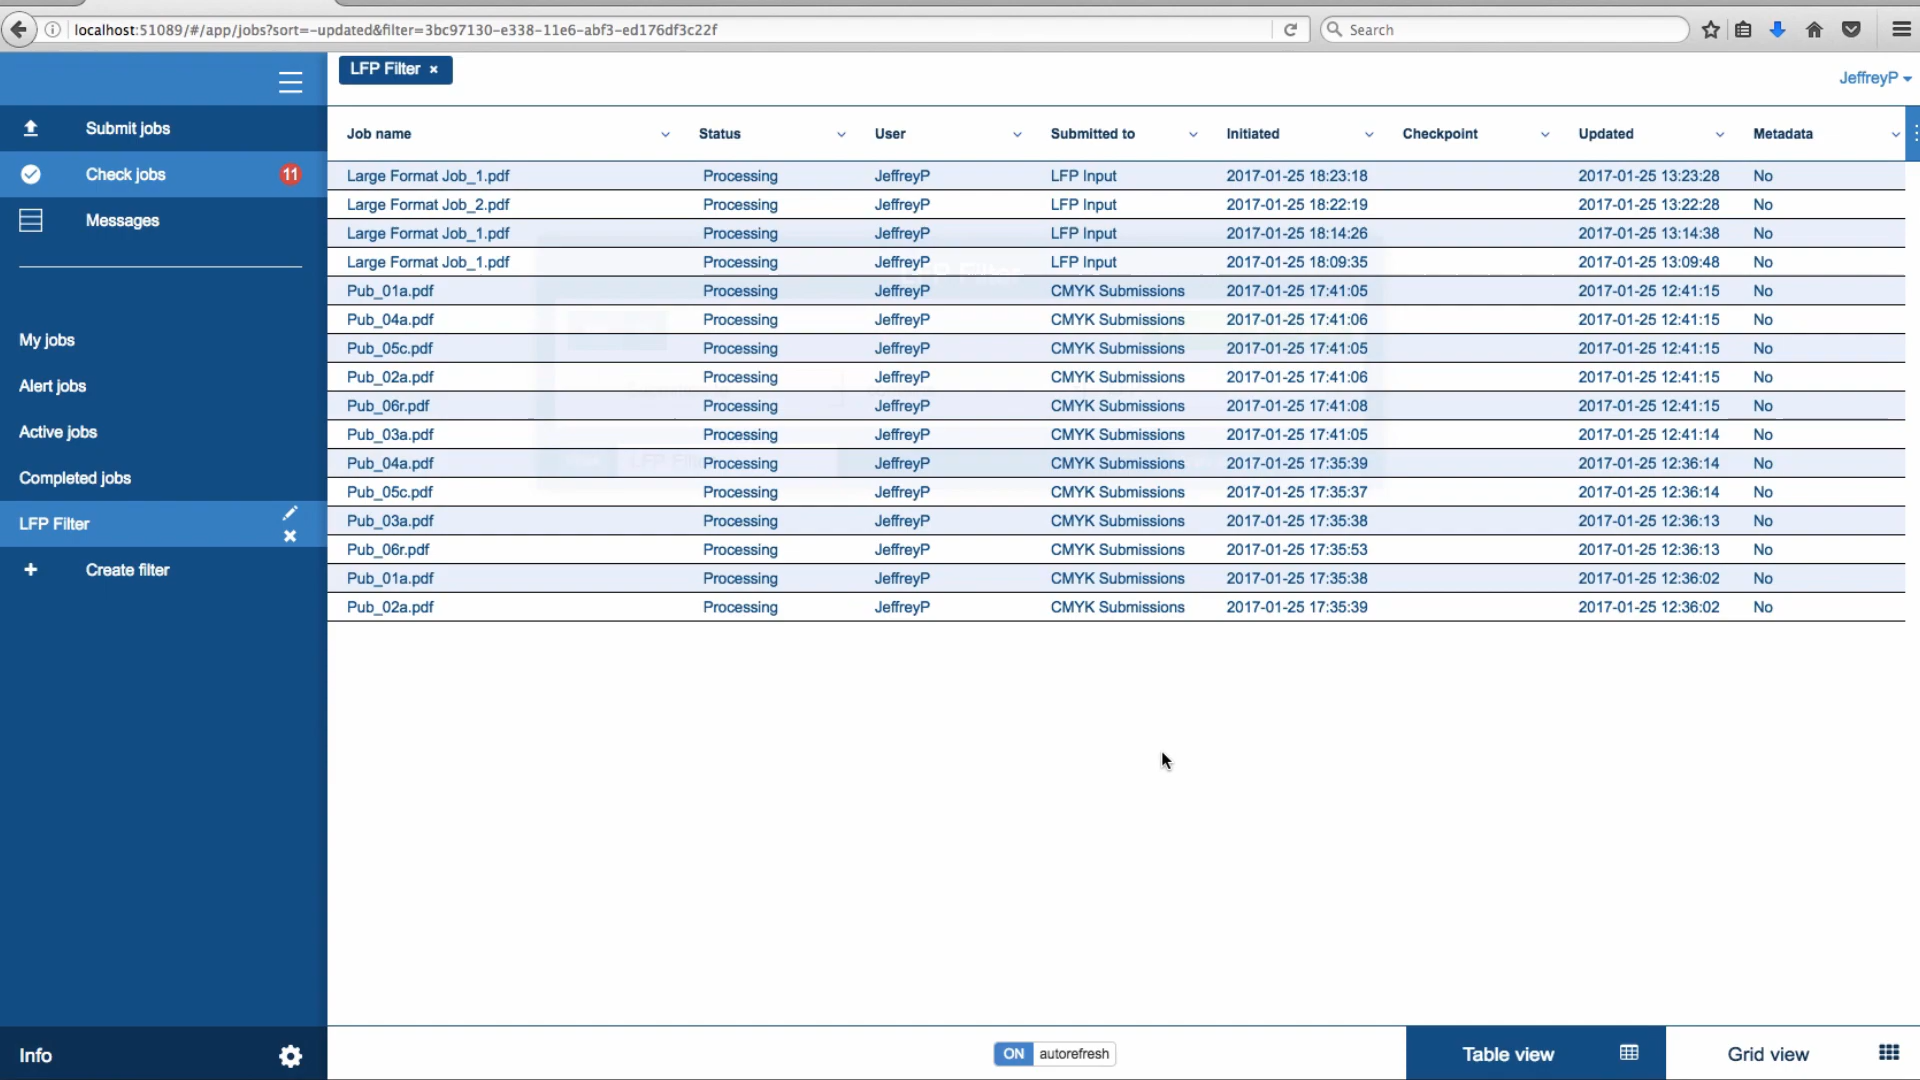 localhost:51089/#/app/jobs?sort=-updated&filter=3bc97130-e338-11e6-abf3-ed176df3c22f
Search
LFP Filter ×
JeffreyP
Submit jobs
Check jobs 11
Messages
My jobs
Alert jobs
Active jobs
Completed jobs
LFP Filter
+ Create filter
Info
Job name Status User Submitted to Initiated Checkpoint Updated Metadata
Large Format Job_1.pdf Processing JeffreyP LFP Input 2017-01-25 18:23:18 2017-01-25 13:23:28 No
Large Format Job_2.pdf Processing JeffreyP LFP Input 2017-01-25 18:22:19 2017-01-25 13:22:28 No
Large Format Job_1.pdf Processing JeffreyP LFP Input 2017-01-25 18:14:26 2017-01-25 13:14:38 No
Large Format Job_1.pdf Processing JeffreyP LFP Input 2017-01-25 18:09:35 2017-01-25 13:09:48 No
Pub_01a.pdf Processing JeffreyP CMYK Submissions 2017-01-25 17:41:05 2017-01-25 12:41:15 No
Pub_04a.pdf Processing JeffreyP CMYK Submissions 2017-01-25 17:41:06 2017-01-25 12:41:15 No
Pub_05c.pdf Processing JeffreyP CMYK Submissions 2017-01-25 17:41:05 2017-01-25 12:41:15 No
Pub_02a.pdf Processing JeffreyP CMYK Submissions 2017-01-25 17:41:06 2017-01-25 12:41:15 No
Pub_06r.pdf Processing JeffreyP CMYK Submissions 2017-01-25 17:41:08 2017-01-25 12:41:15 No
Pub_03a.pdf Processing JeffreyP CMYK Submissions 2017-01-25 17:41:05 2017-01-25 12:41:14 No
Pub_04a.pdf Processing JeffreyP CMYK Submissions 2017-01-25 17:35:39 2017-01-25 12:36:14 No
Pub_05c.pdf Processing JeffreyP CMYK Submissions 2017-01-25 17:35:37 2017-01-25 12:36:14 No
Pub_03a.pdf Processing JeffreyP CMYK Submissions 2017-01-25 17:35:38 2017-01-25 12:36:13 No
Pub_06r.pdf Processing JeffreyP CMYK Submissions 2017-01-25 17:35:53 2017-01-25 12:36:13 No
Pub_01a.pdf Processing JeffreyP CMYK Submissions 2017-01-25 17:35:38 2017-01-25 12:36:02 No
Pub_02a.pdf Processing JeffreyP CMYK Submissions 2017-01-25 17:35:39 2017-01-25 12:36:02 No
ON autorefresh
Table view
Grid view